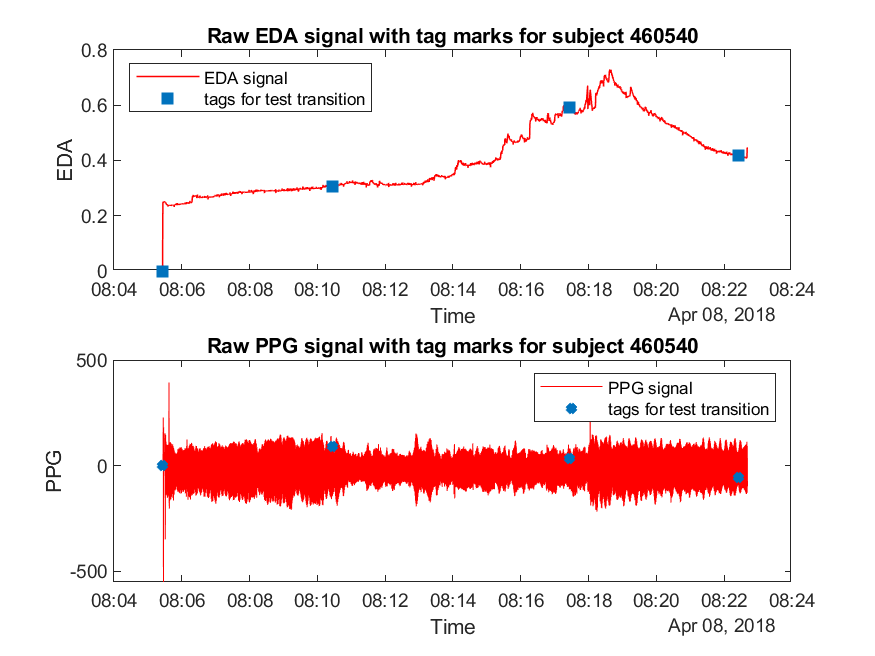 Raw EDA signal with tag marks for subject 460540
0.8
EDA signal
tags for test transition
0.6
EDA
0.4
0.2
0
08:04 08:06 08:08 08:10 08:12 08:14 08:16 08:18 08:20 08:22 08:24
Time
Apr 08, 2018
Raw PPG signal with tag marks for subject 460540
500
PPG signal
tags for test transition
PPG
0
-500
08:04 08:06 08:08 08:10 08:12 08:14 08:16 08:18 08:20 08:22 08:24
Time
Apr 08, 2018